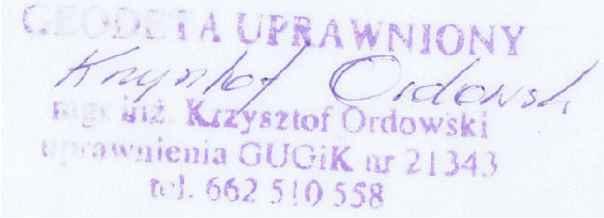 GEODETA UPRAWNIONY
Krzysztof Ordowski
mgr inż. Krzysztof Ordowski
uprawnienia GUGiK nr 21343
tel. 662 510 558